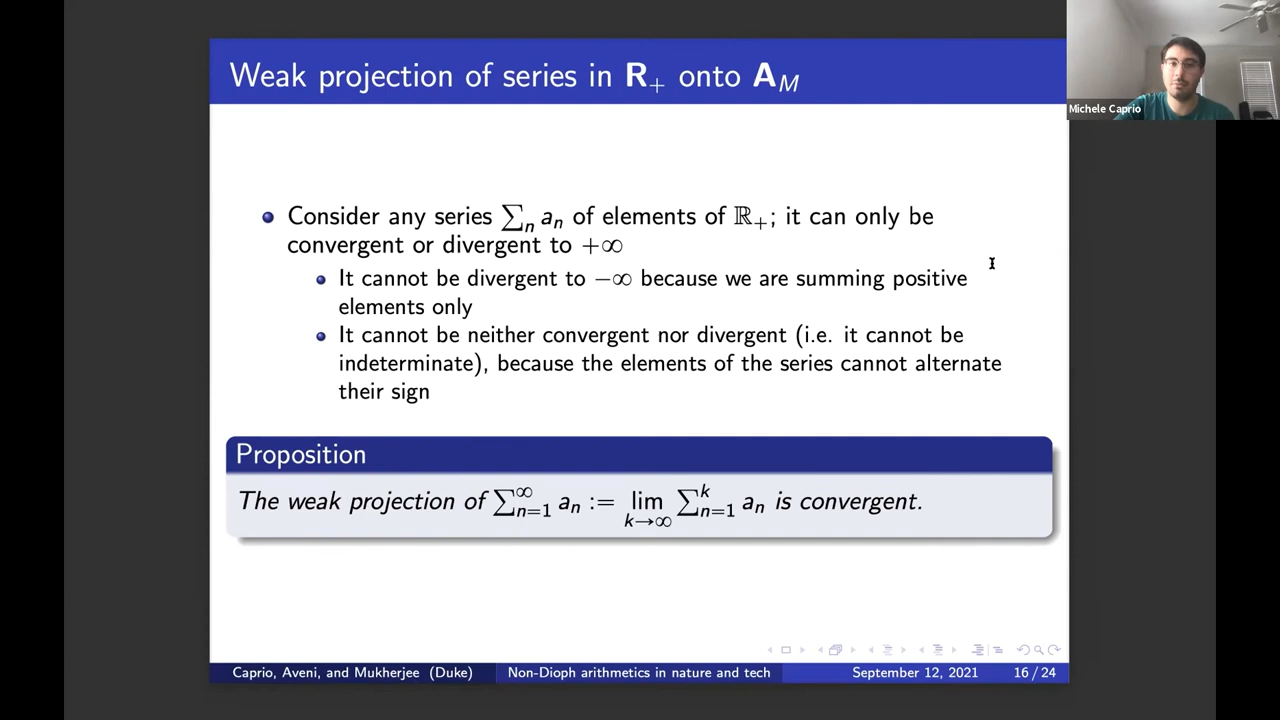 Weak projection of series in R₊ onto A_M
Michele Caprio
Consider any series ∑ₙ aₙ of elements of ℝ₊; it can only be
convergent or divergent to +∞
It cannot be divergent to −∞ because we are summing positive
elements only
It cannot be neither convergent nor divergent (i.e. it cannot be
indeterminate), because the elements of the series cannot alternate
their sign
Proposition
The weak projection of ∑_{n=1}^{∞} aₙ := lim_{k→∞} ∑_{n=1}^{k} aₙ is convergent.
Caprio, Aveni, and Mukherjee (Duke) Non-Dioph arithmetics in nature and tech September 12, 2021 16 / 24